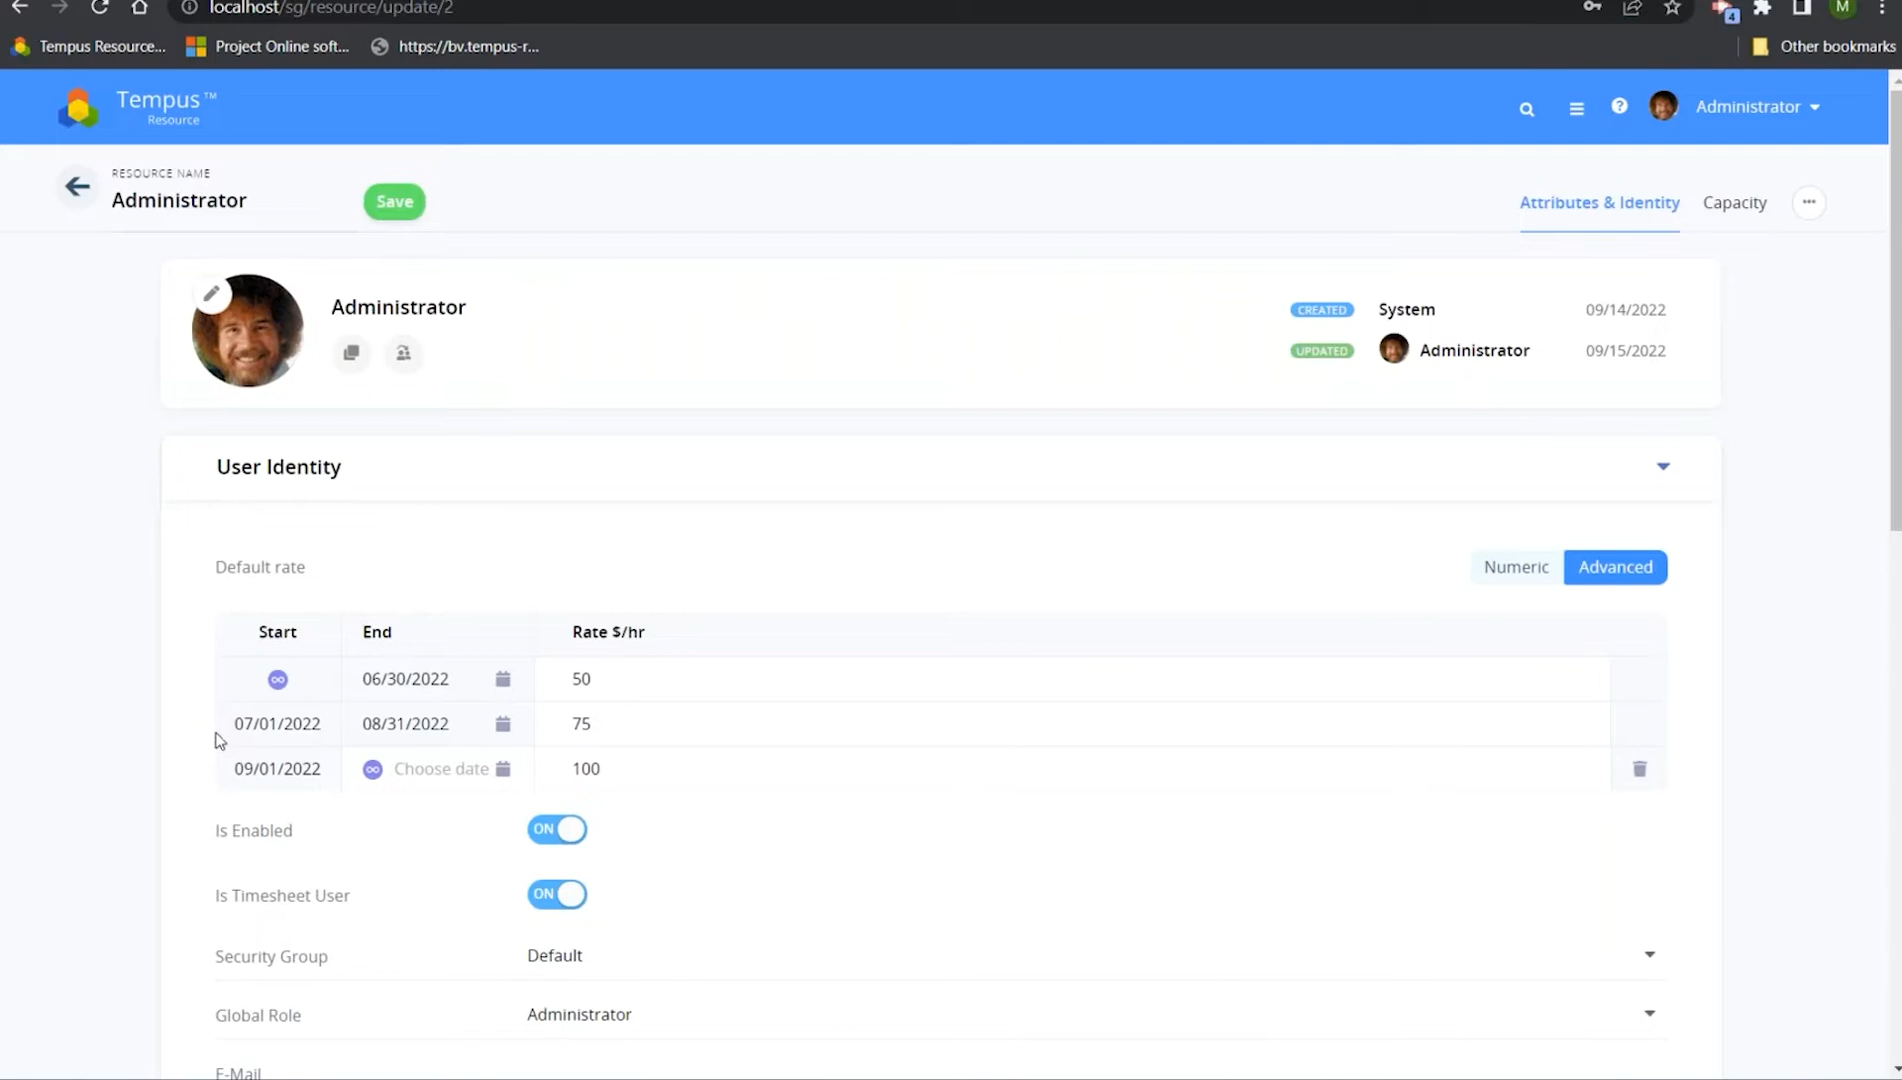 localhost/sg/resource/update/2
4
M
Tempus Resource...
Project Online soft...
https://bv.tempus-r...
Other bookmarks
Tempus™
Resource
?
Administrator
RESOURCE NAME
Administrator
Save
Attributes & Identity
Capacity
Administrator
CREATED System 09/14/2022
UPDATED Administrator 09/15/2022
User Identity
Default rate
Numeric
Advanced
Start End Rate $/hr
∞ 06/30/2022 50
07/01/2022 08/31/2022 75
09/01/2022 ∞ Choose date 100
Is Enabled ON
Is Timesheet User ON
Security Group Default
Global Role Administrator
E-Mail